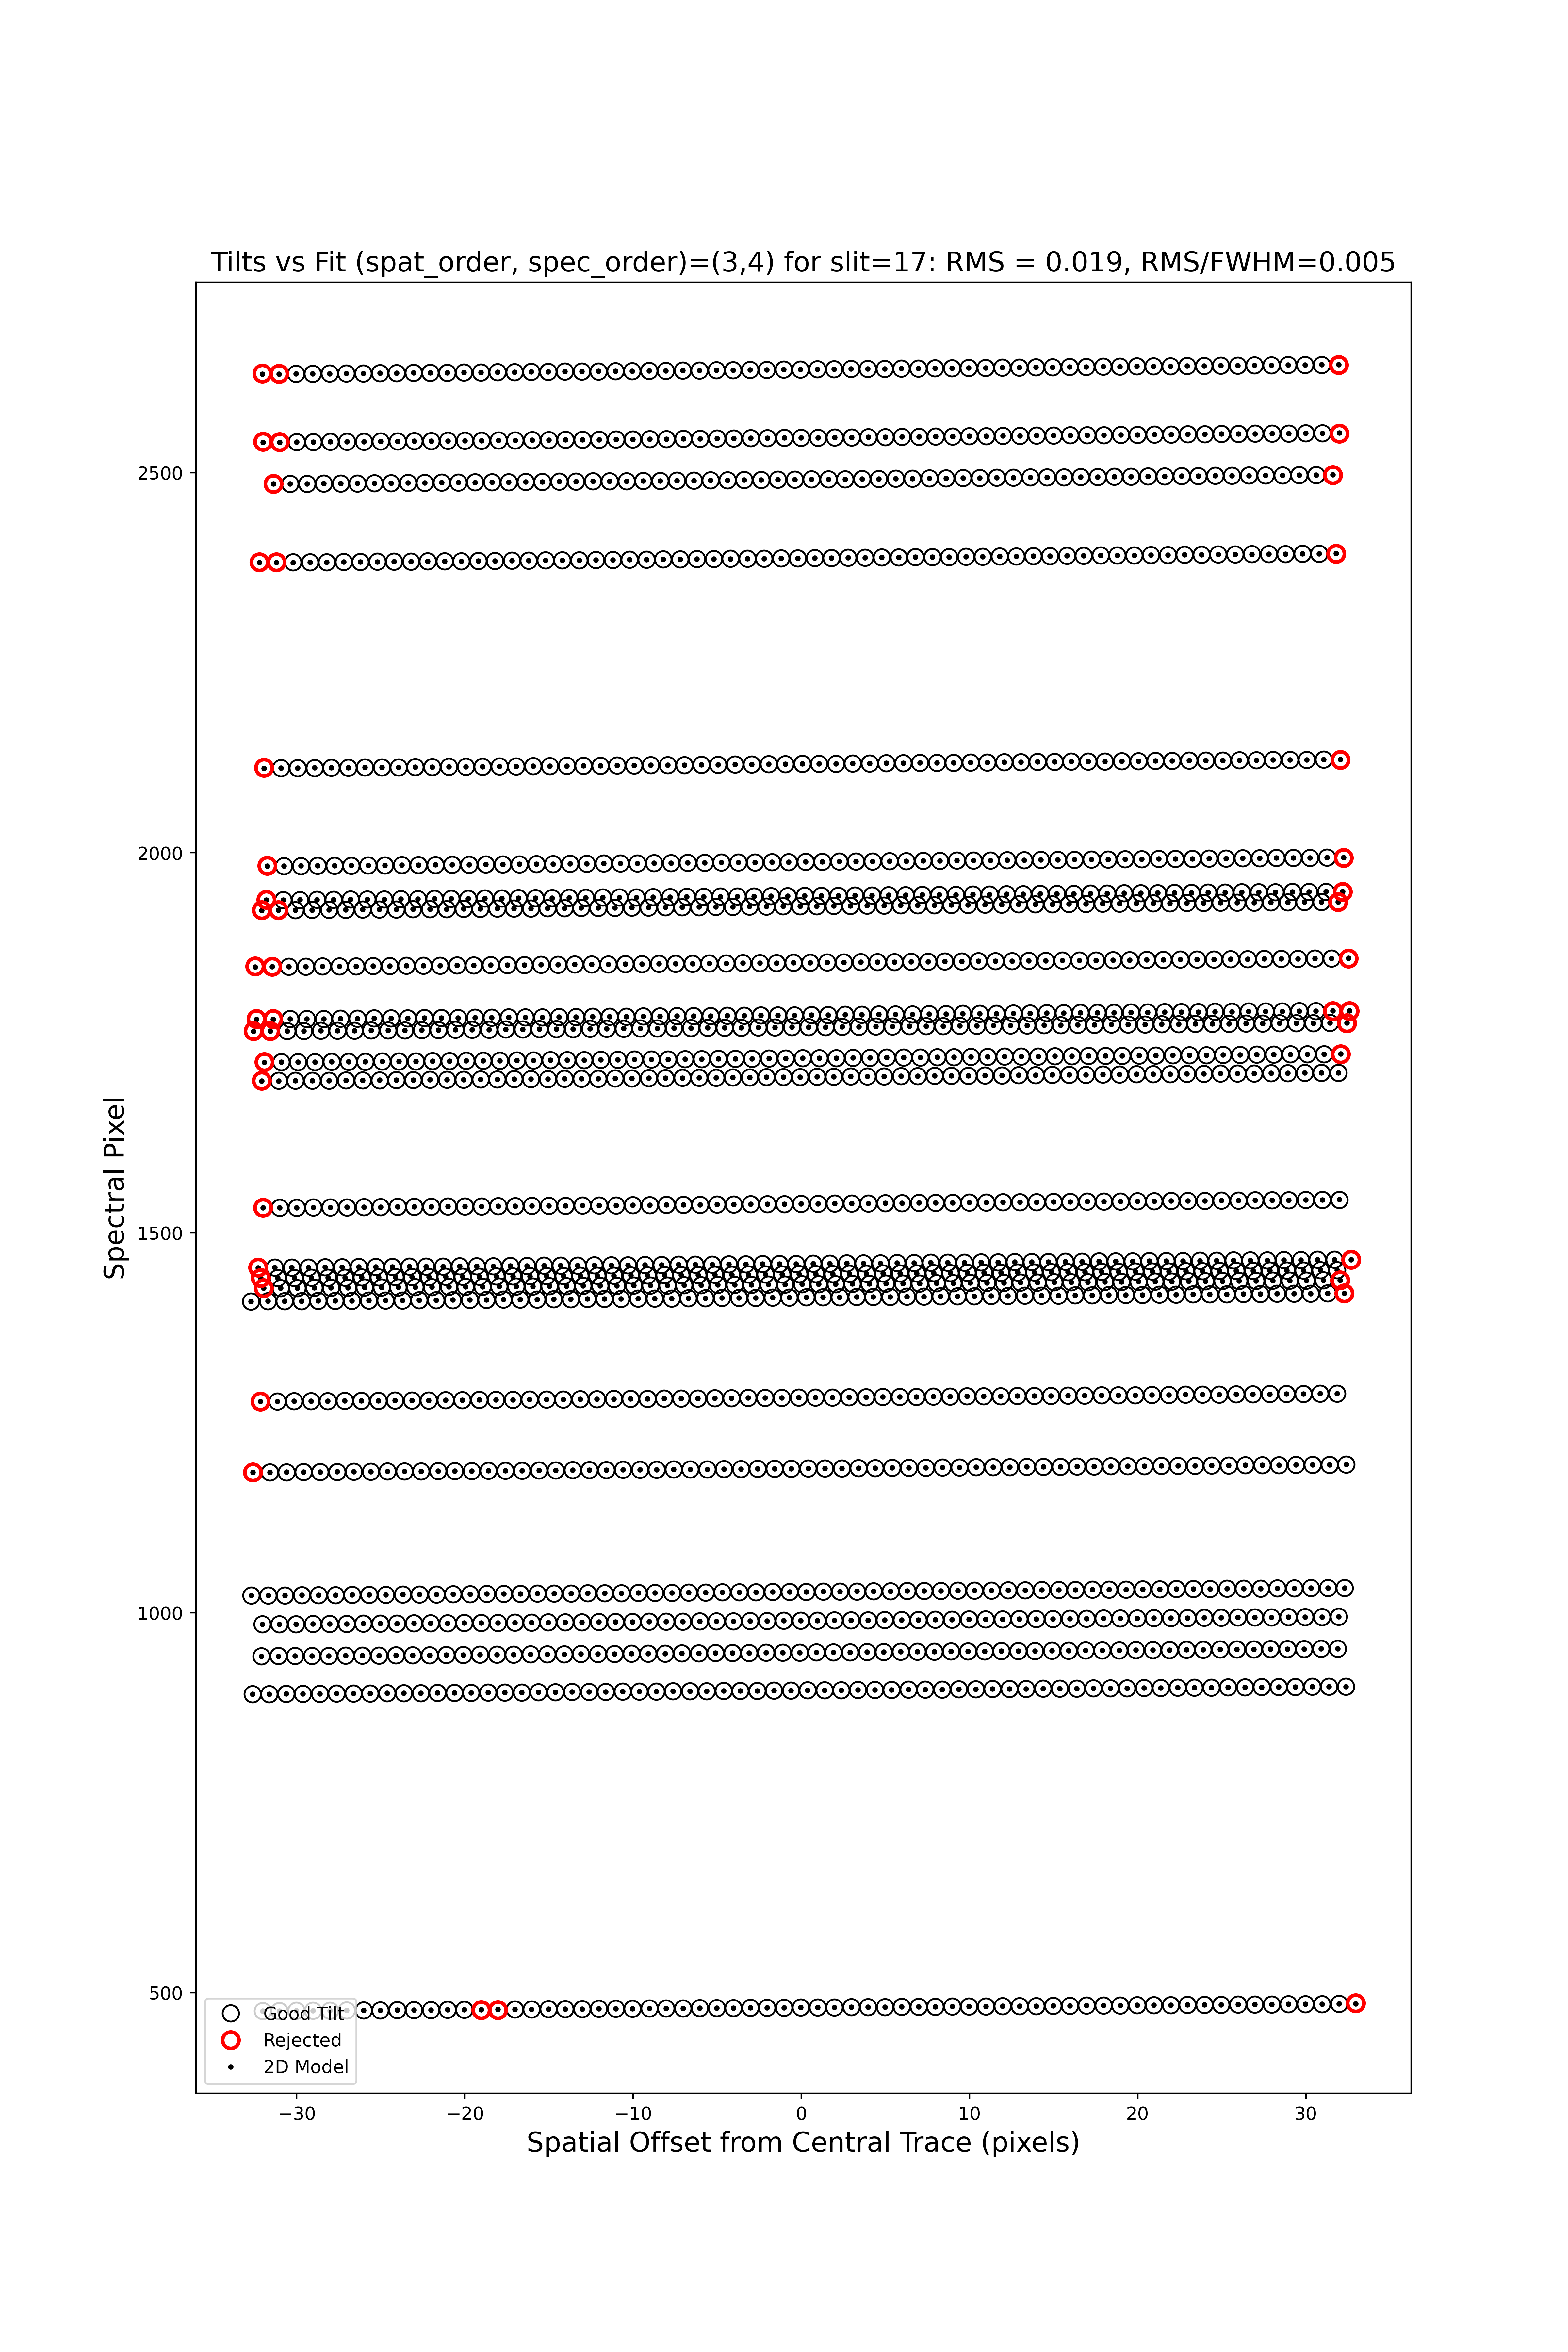 Tilts vs Fit (spat_order, spec_order)=(3,4) for slit=17: RMS = 0.019, RMS/FWHM=0.005
2500
2000
1500
1000
500
Spectral Pixel
Good Tilt
Rejected
2D Model
−30
−20
−10
0
10
20
30
Spatial Offset from Central Trace (pixels)